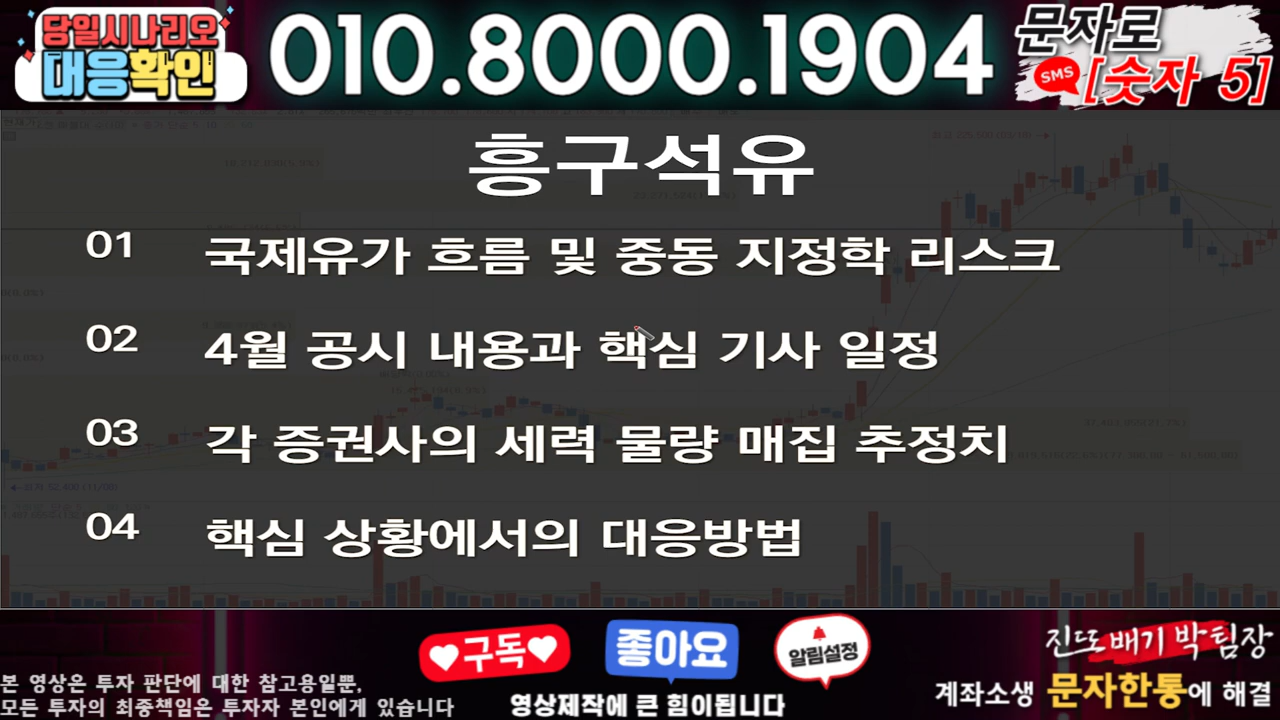 당일시나리오
대응확인
010.8000.1904
문자로
SMS [숫자 5]
흥구석유
01 국제유가 흐름 및 중동 지정학 리스크
02 4월 공시 내용과 핵심 기사 일정
03 각 증권사의 세력 물량 매집 추정치
04 핵심 상황에서의 대응방법
구독
좋아요
알림설정
진또배기 박팀장
본 영상은 투자 판단에 대한 참고용일뿐,
모든 투자의 최종책임은 투자자 본인에게 있습니다
영상제작에 큰 힘이됩니다
계좌소생 문자한통에 해결